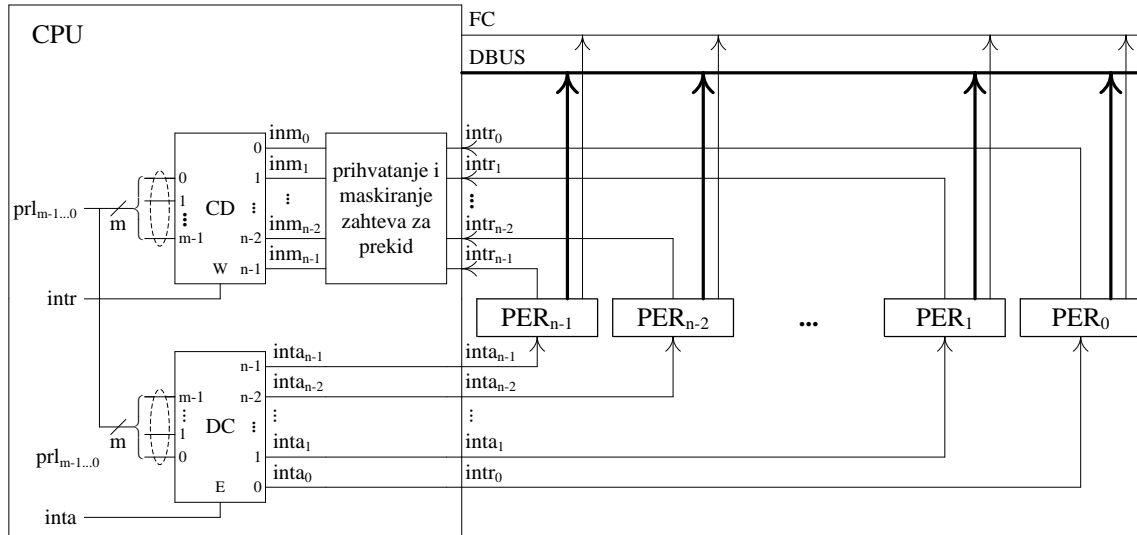 FC
CPU
DBUS
inm0 intr0
0
inm1 intr1
0 1 prihvatanje i
1 CD ... maskiranje ...
prlm-1...0 m ... ... zahteva za
inmn-2 prekid intrn-2
m-1 n-2
inmn-1 intrn-1
W n-1
intr
PERn-1 PERn-2 ... PER1 PER0
intan-1 intan-1
n-1
intan-2 intan-2
m-1 n-2
... DC ... ... ...
m 1 inta1 inta1
prlm-1...0 0 1
inta0 intr0
E 0
inta